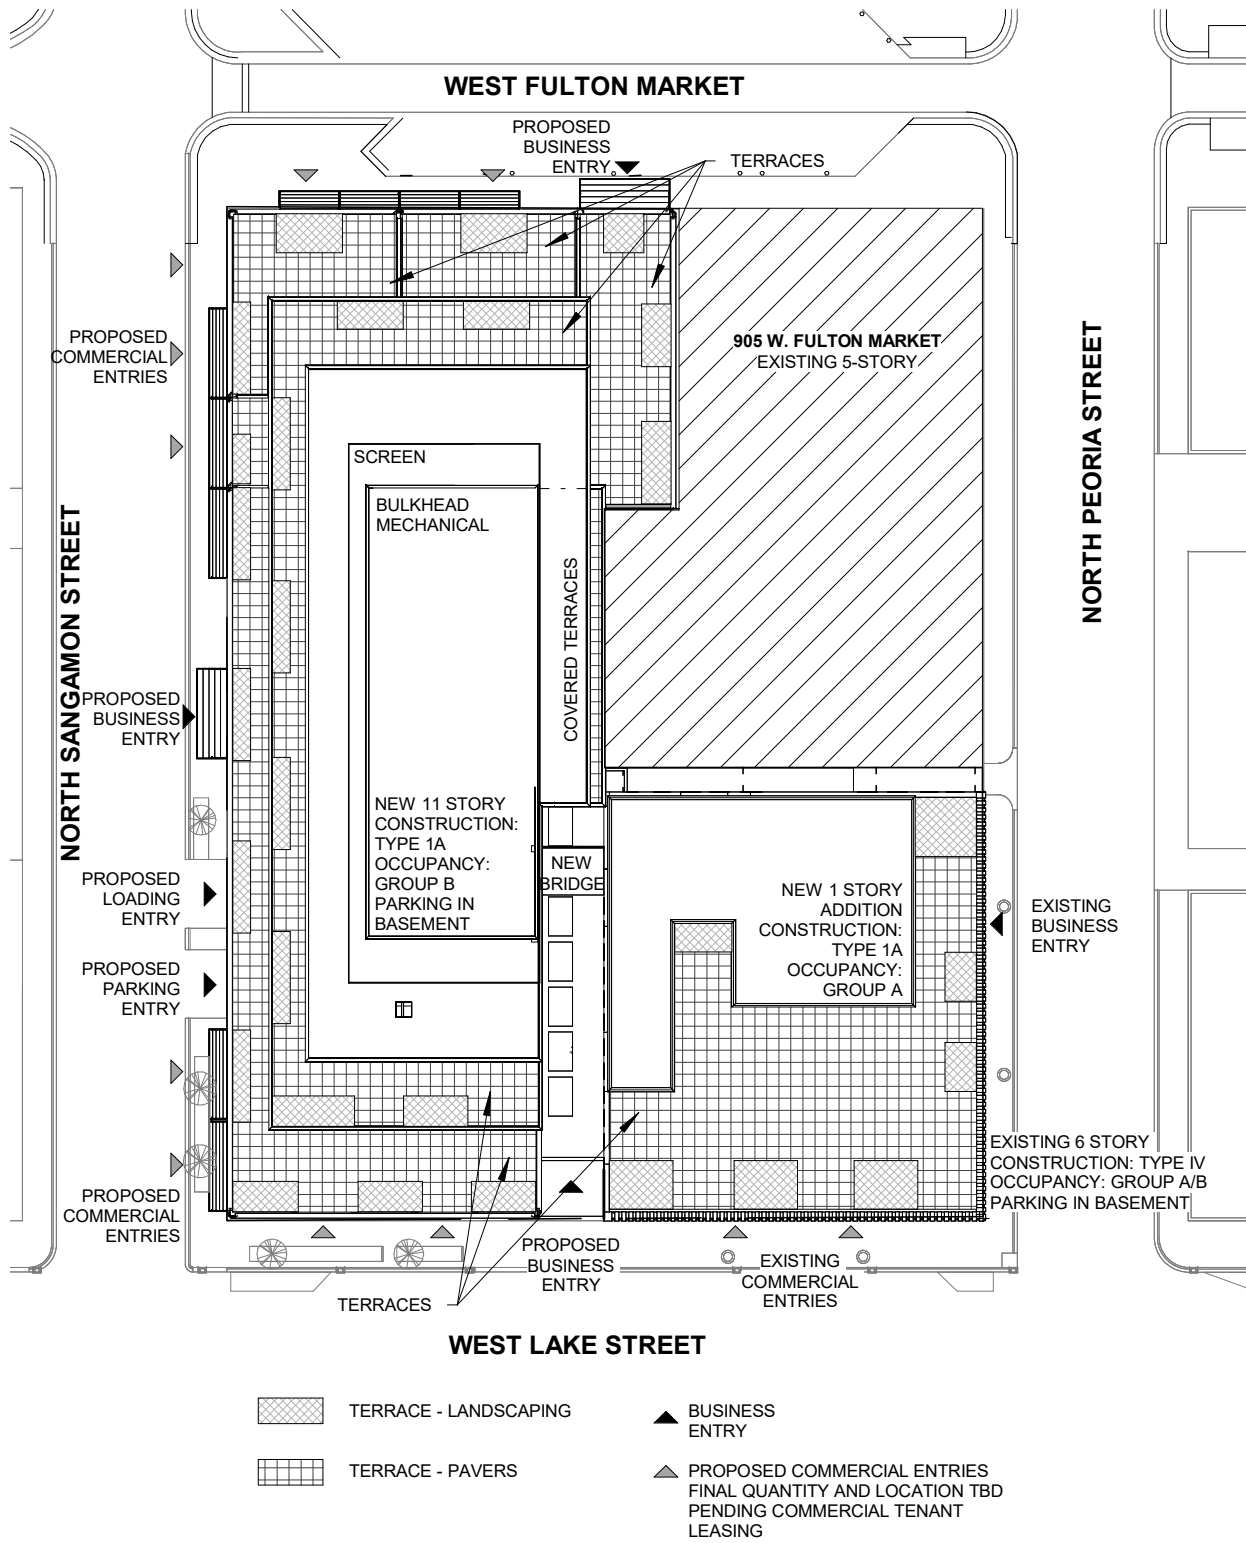 WEST FULTON MARKET
PROPOSED
BUSINESS
ENTRY
TERRACES
PROPOSED
COMMERCIAL
ENTRIES
905 W. FULTON MARKET
EXISTING 5-STORY
NORTH PEORIA STREET
SCREEN
BULKHEAD
MECHANICAL
NORTH SANGAMON STREET
COVERED TERRACES
PROPOSED
BUSINESS
ENTRY
NEW 11 STORY
CONSTRUCTION:
TYPE 1A
OCCUPANCY:
GROUP B
PARKING IN
BASEMENT
NEW
BRIDGE
PROPOSED
LOADING
ENTRY
NEW 1 STORY
ADDITION
CONSTRUCTION:
TYPE 1A
OCCUPANCY:
GROUP A
EXISTING
BUSINESS
ENTRY
PROPOSED
PARKING
ENTRY
EXISTING 6 STORY
CONSTRUCTION: TYPE IV
OCCUPANCY: GROUP A/B
PARKING IN BASEMENT
PROPOSED
COMMERCIAL
ENTRIES
PROPOSED
BUSINESS
ENTRY
EXISTING
COMMERCIAL
ENTRIES
TERRACES
WEST LAKE STREET
TERRACE - LANDSCAPING
BUSINESS
ENTRY
TERRACE - PAVERS
PROPOSED COMMERCIAL ENTRIES
FINAL QUANTITY AND LOCATION TBD
PENDING COMMERCIAL TENANT
LEASING